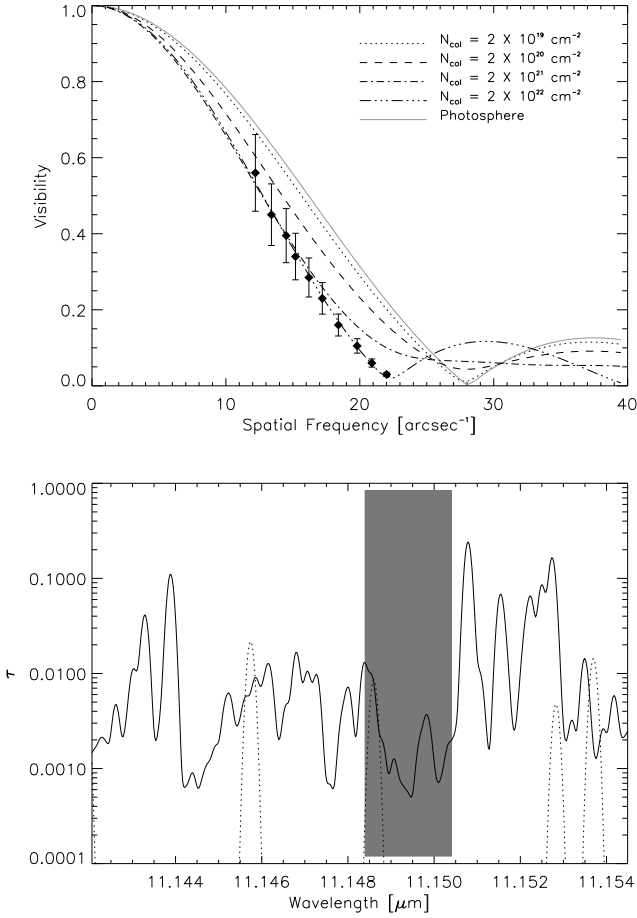 1.0
0.8
0.6
0.4
0.2
0.0
Visibility
N_col = 2 X 10^19 cm^-2
N_col = 2 X 10^20 cm^-2
N_col = 2 X 10^21 cm^-2
N_col = 2 X 10^22 cm^-2
Photosphere
0 10 20 30 40
Spatial Frequency [arcsec^-1]
1.0000
0.1000
0.0100
0.0010
0.0001
τ
11.144 11.146 11.148 11.150 11.152 11.154
Wavelength [μm]